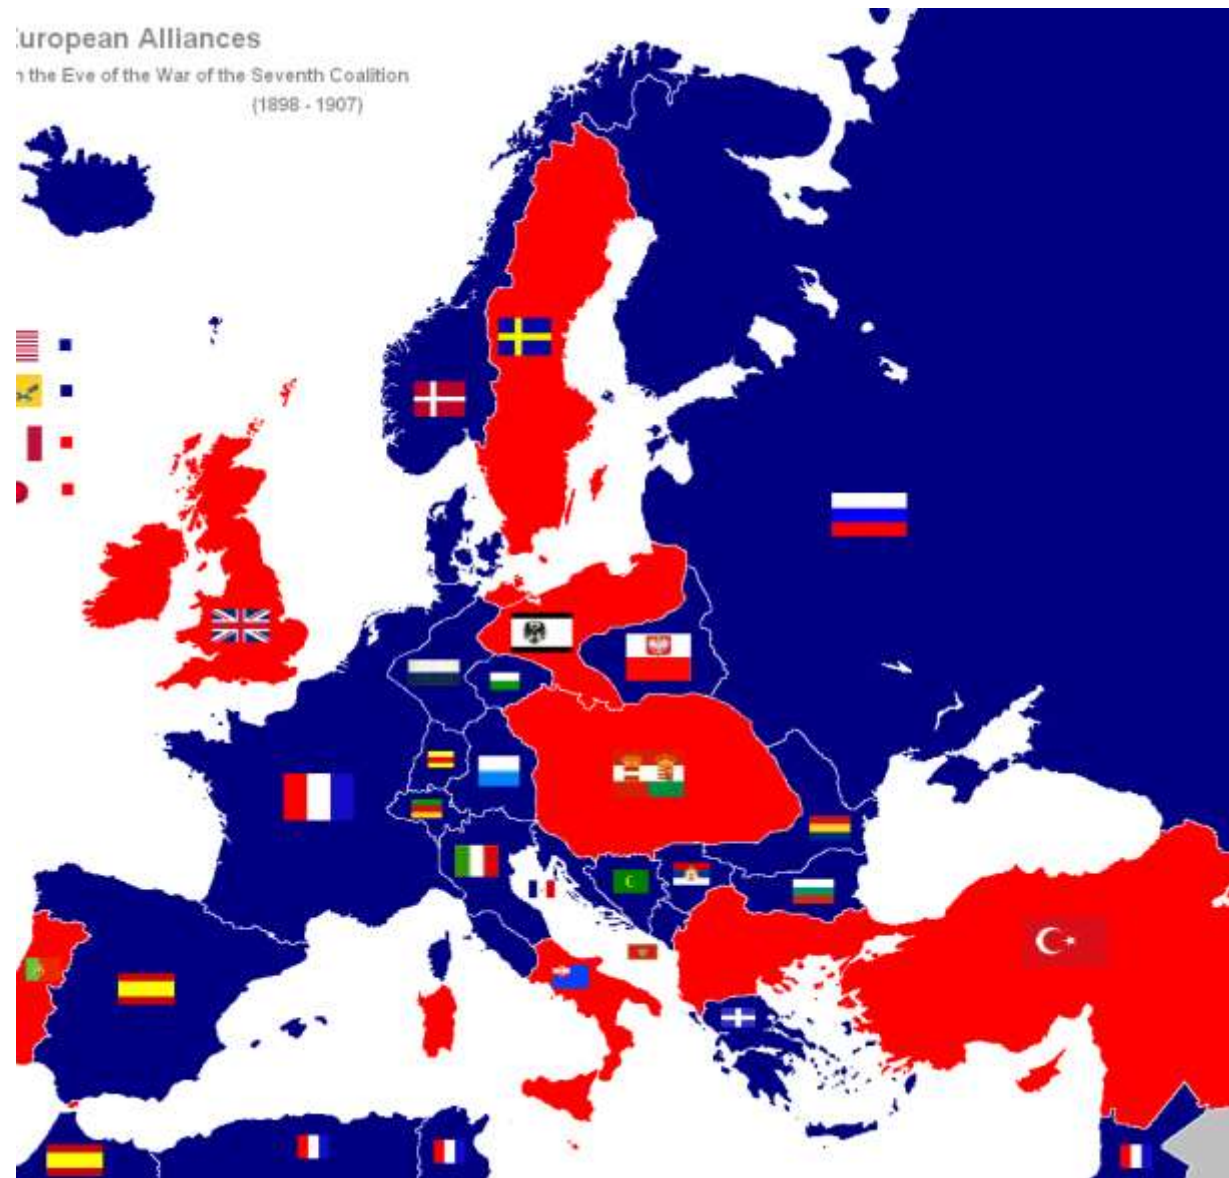 uropean Alliances
n the Eve of the War of the Seventh Coalition
(1898 - 1907)